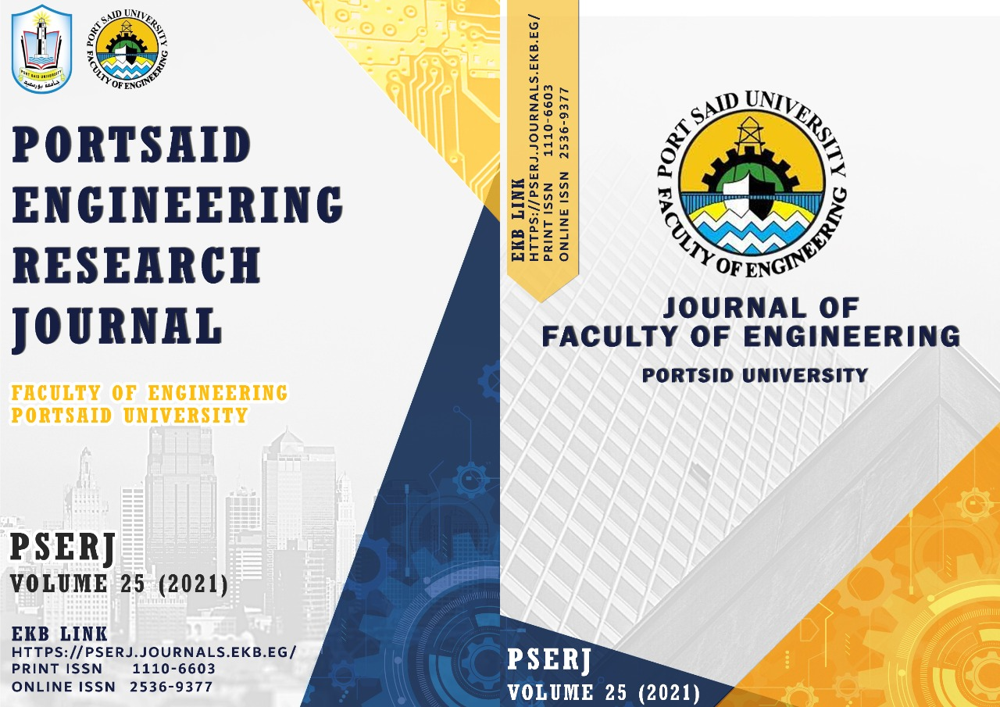 PORT SAID UNIVERSITY
جامعة بورسعيد
PORT SAID UNIVERSITY
FACULTY OF ENGINEERING
PORTSAID
ENGINEERING
RESEARCH
JOURNAL
FACULTY OF ENGINEERING
PORTSAID UNIVERSITY
PSERJ
VOLUME 25 (2021)
EKB LINK
HTTPS://PSERJ.JOURNALS.EKB.EG/
PRINT ISSN 1110-6603
ONLINE ISSN 2536-9377
EKB LINK
HTTPS://PSERJ.JOURNALS.EKB.EG/
PRINT ISSN 1110-6603
ONLINE ISSN 2536-9377
PORT SAID UNIVERSITY
FACULTY OF ENGINEERING
JOURNAL OF
FACULTY OF ENGINEERING
PORTSID UNIVERSITY
PSERJ
VOLUME 25 (2021)